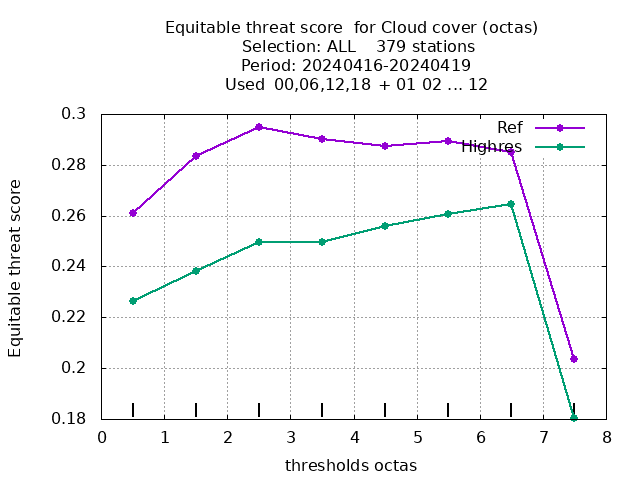 Equitable threat score  for Cloud cover (octas)
Selection: ALL    379 stations
Period: 20240416-20240419
Used  00,06,12,18  + 01 02 ... 12
Ref
Highres
Equitable threat score
0.3
0.28
0.26
0.24
0.22
0.2
0.18
0 1 2 3 4 5 6 7 8
thresholds octas